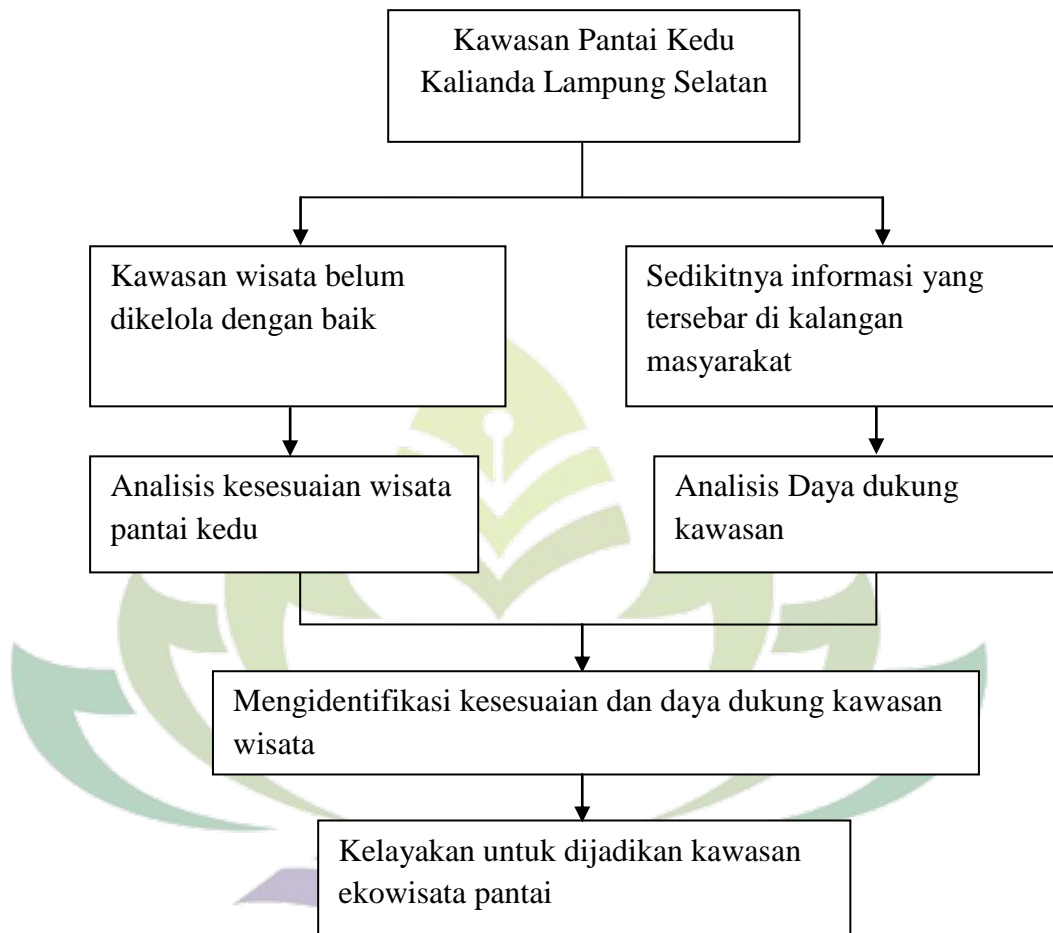 Kawasan Pantai Kedu
Kalianda Lampung Selatan
Kawasan wisata belum
dikelola dengan baik
Sedikitnya informasi yang
tersebar di kalangan
masyarakat
Analisis kesesuaian wisata
pantai kedu
Analisis Daya dukung
kawasan
Mengidentifikasi kesesuaian dan daya dukung kawasan
wisata
Kelayakan untuk dijadikan kawasan
ekowisata pantai